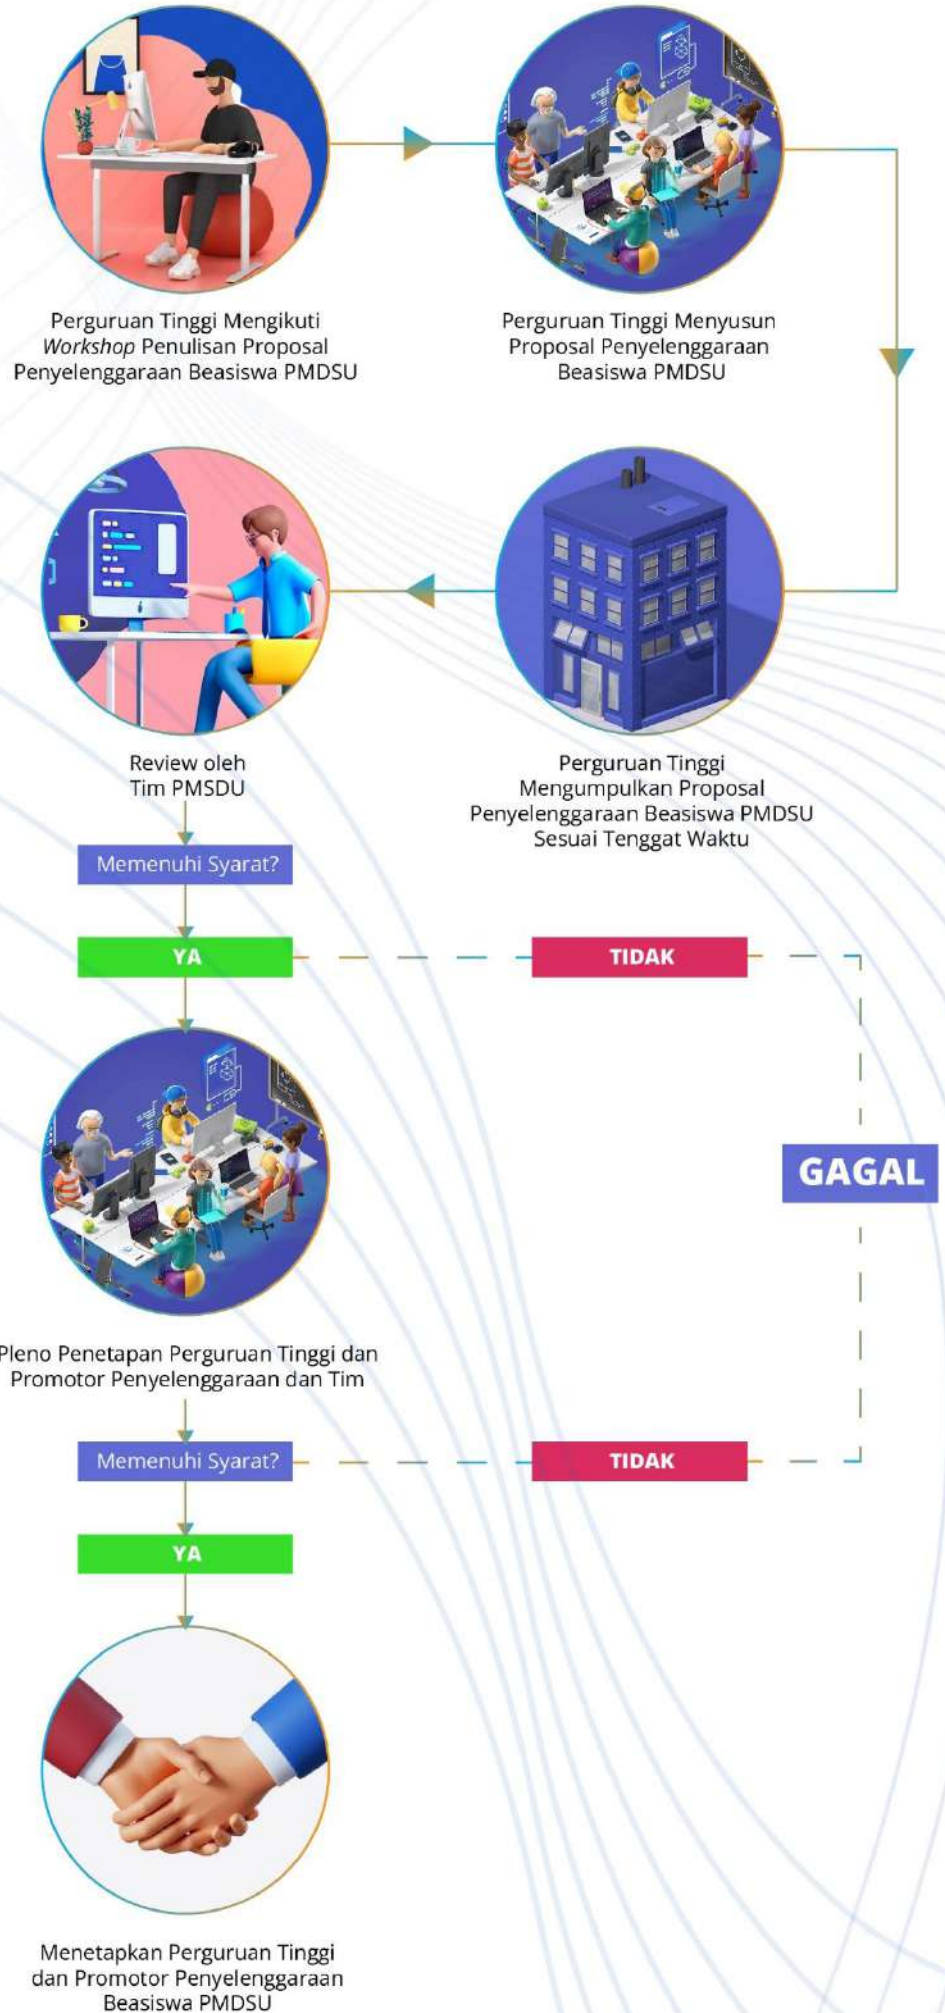 Perguruan Tinggi Mengikuti
Workshop Penulisan Proposal
Penyelenggaraan Beasiswa PMDSU
Perguruan Tinggi Menyusun
Proposal Penyelenggaraan
Beasiswa PMDSU
Perguruan Tinggi
Mengumpulkan Proposal
Penyelenggaraan Beasiswa PMDSU
Sesuai Tenggat Waktu
Review oleh
Tim PMSDU
Memenuhi Syarat?
YA
TIDAK
GAGAL
Pleno Penetapan Perguruan Tinggi dan
Promotor Penyelenggaraan dan Tim
Memenuhi Syarat?
TIDAK
YA
Menetapkan Perguruan Tinggi
dan Promotor Penyelenggaraan
Beasiswa PMDSU